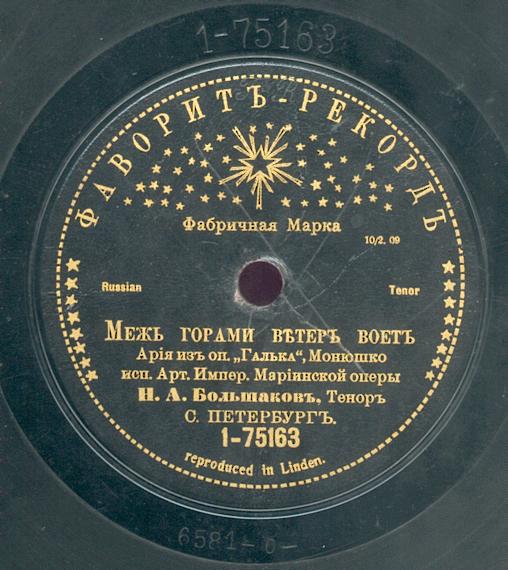 1-75163
ФАВОРИТЪ-РЕКОРДЪ
Фабричная Марка
10/2. 09
Russian
Tenor
МЕЖЪ ГОРАМИ ВѢТЕРЪ ВОЕТЪ
Арія изъ оп. „ГАЛЬКА“, Монюшко
исп. Арт. Импер. Маріинской оперы
Н. А. Большаковъ, Теноръ
С. ПЕТЕРБУРГЪ.
1-75163
reproduced in Linden.
6581-o-